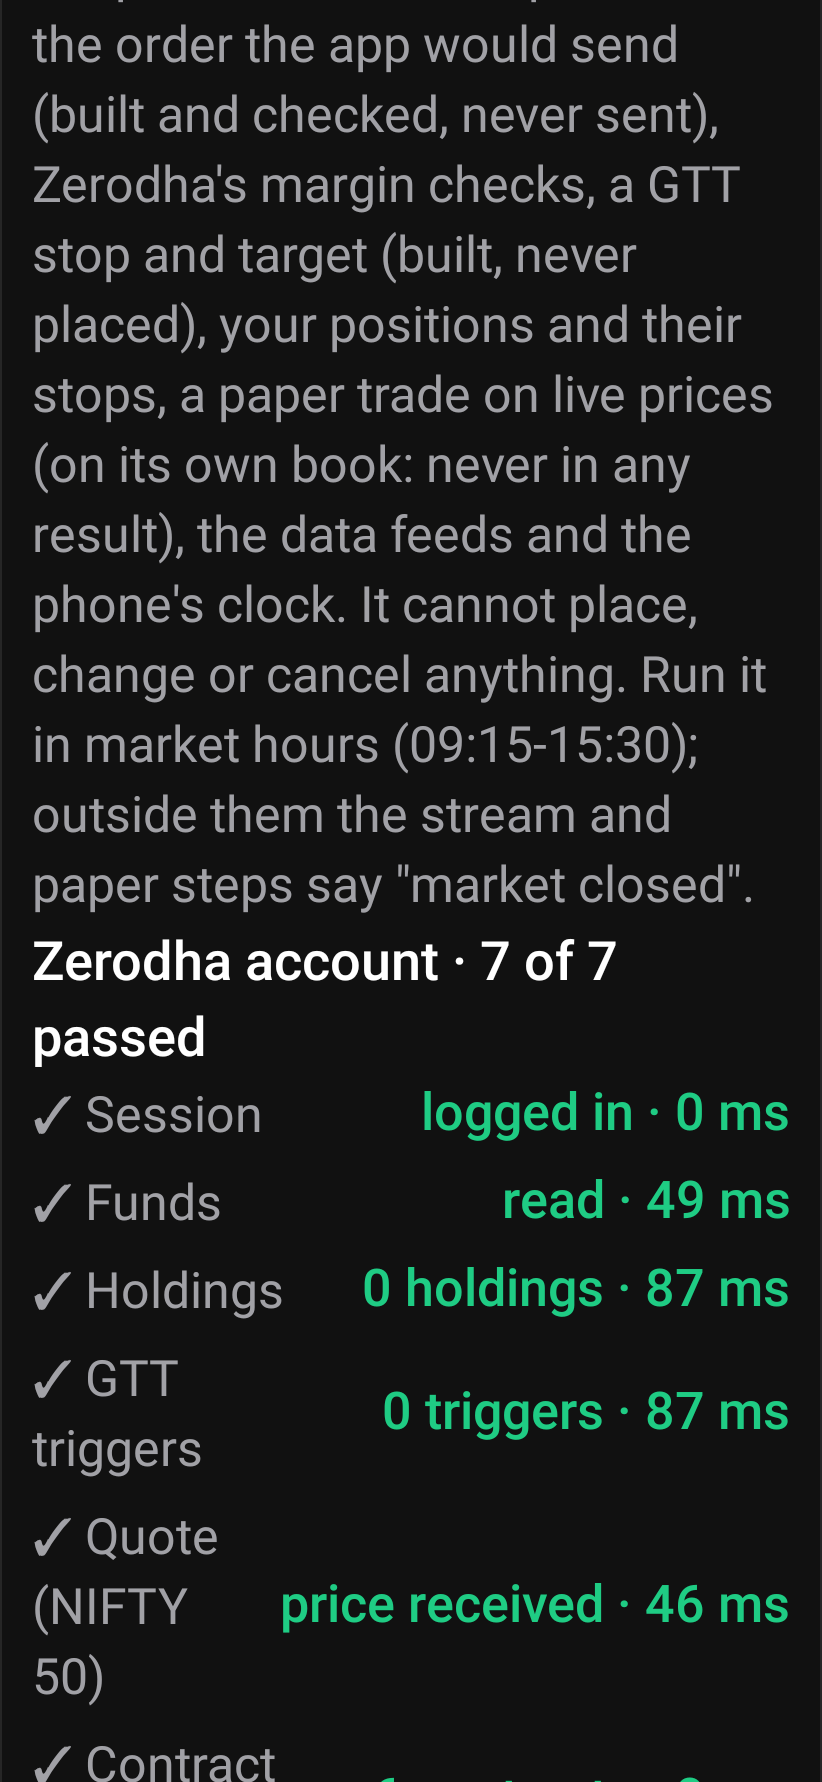 the order the app would send
(built and checked, never sent),
Zerodha's margin checks, a GTT
stop and target (built, never
placed), your positions and their
stops, a paper trade on live prices
(on its own book: never in any
result), the data feeds and the
phone's clock. It cannot place,
change or cancel anything. Run it
in market hours (09:15-15:30);
outside them the stream and
paper steps say "market closed".
Zerodha account · 7 of 7
passed
✓ Session logged in · 0 ms
✓ Funds read · 49 ms
✓ Holdings 0 holdings · 87 ms
✓ GTT
triggers 0 triggers · 87 ms
✓ Quote
(NIFTY price received · 46 ms
50)
✓ Contract